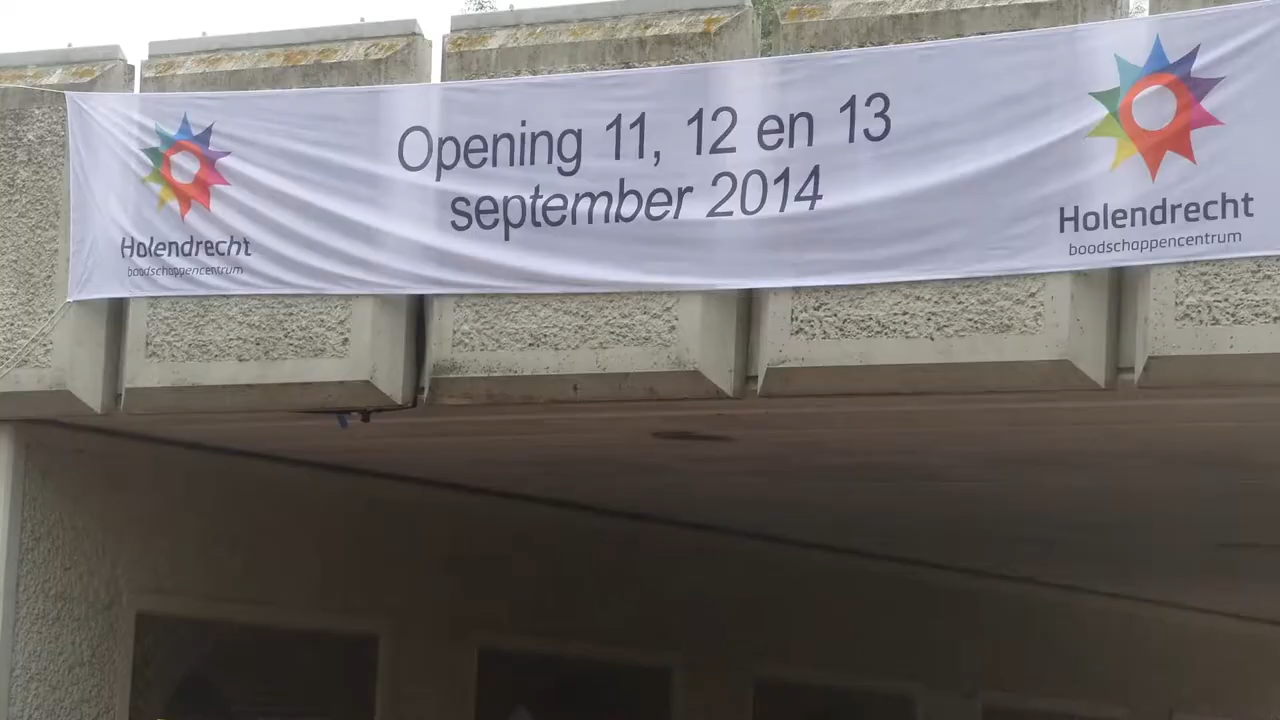 Opening 11, 12 en 13
september 2014
Holendrecht
boodschappencentrum
Holendrecht
boodschappencentrum